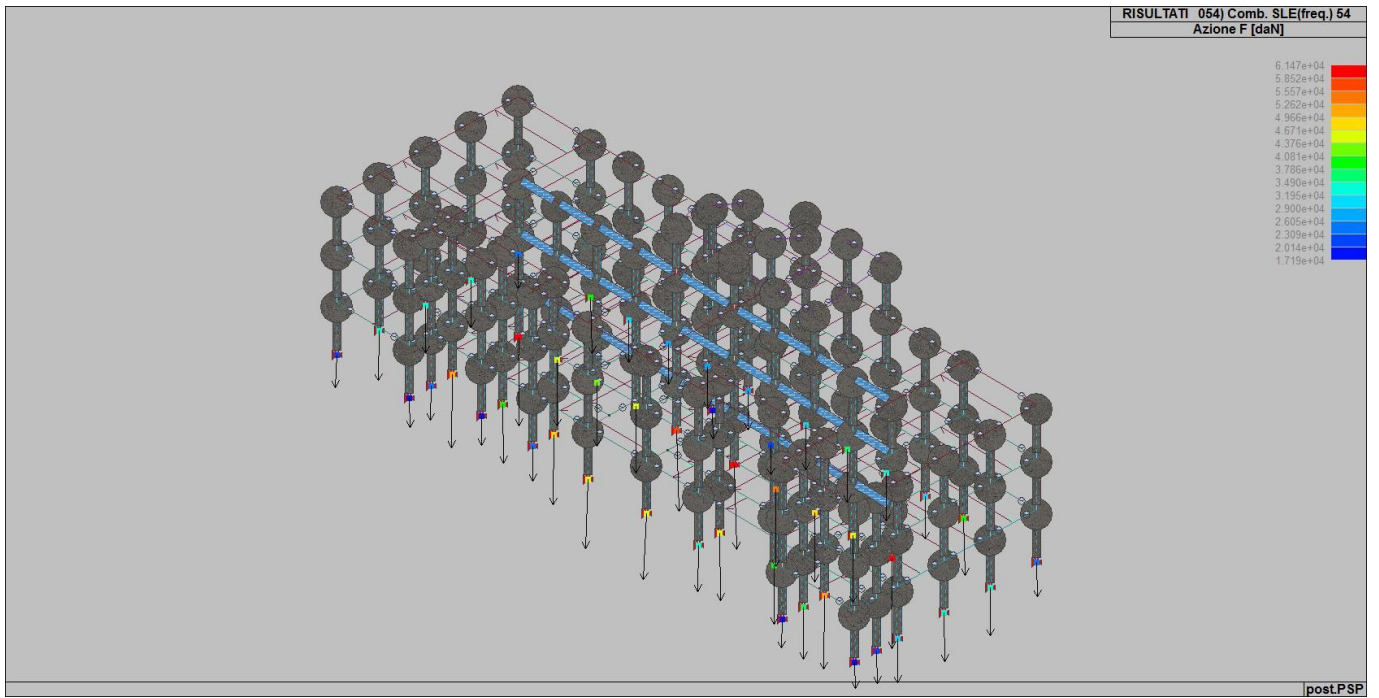 RISULTATI 054) Comb. SLE(freq.) 54
Azione F [daN]
6.147e+04
5.852e+04
5.557e+04
5.262e+04
4.966e+04
4.671e+04
4.376e+04
4.081e+04
3.786e+04
3.490e+04
3.195e+04
2.900e+04
2.605e+04
2.309e+04
2.014e+04
1.719e+04
post.PSP